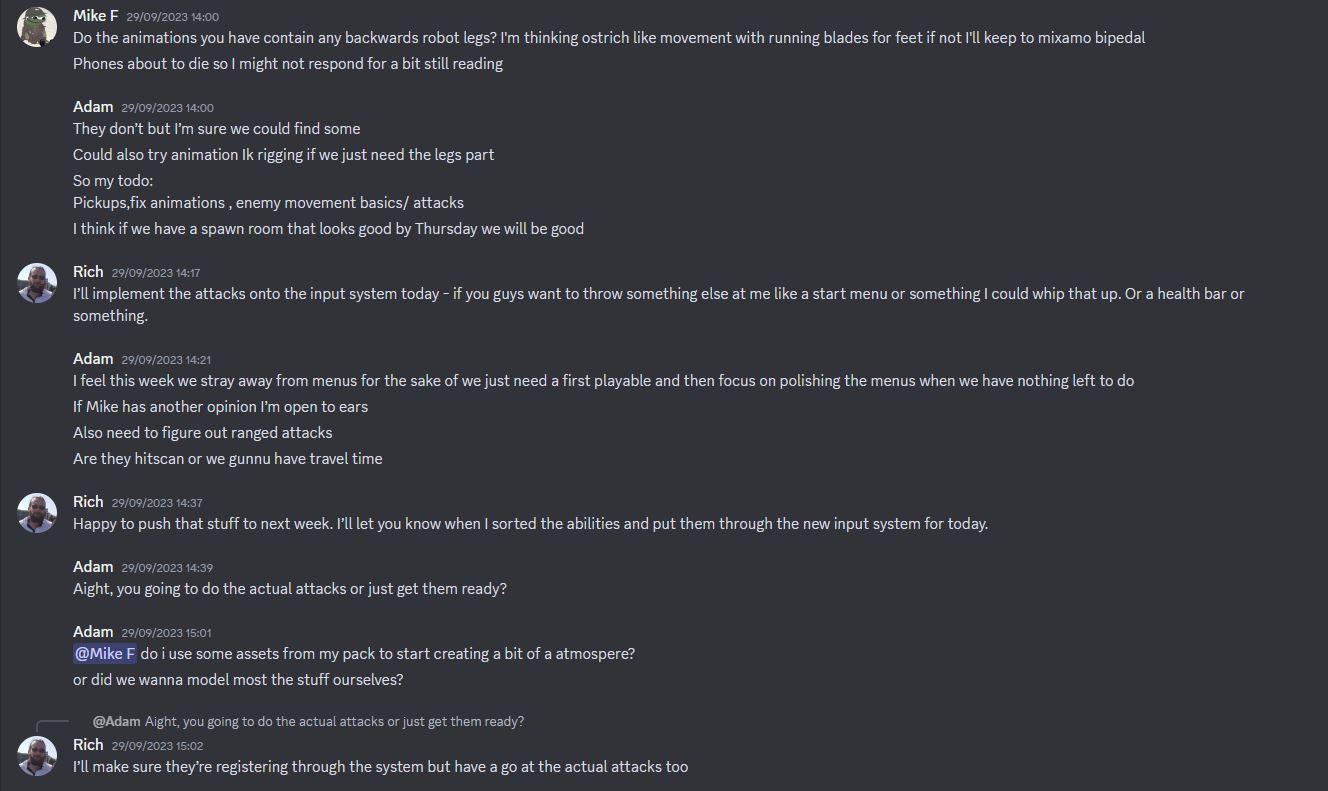 Mike F 29/09/2023 14:00
Do the animations you have contain any backwards robot legs? I'm thinking ostrich like movement with running blades for feet if not I'll keep to mixamo bipedal
Phones about to die so I might not respond for a bit still reading
Adam 29/09/2023 14:00
They don’t but I’m sure we could find some
Could also try animation Ik rigging if we just need the legs part
So my todo:
Pickups,fix animations , enemy movement basics/ attacks
I think if we have a spawn room that looks good by Thursday we will be good
Rich 29/09/2023 14:17
I’ll implement the attacks onto the input system today - if you guys want to throw something else at me like a start menu or something I could whip that up. Or a health bar or
something.
Adam 29/09/2023 14:21
I feel this week we stray away from menus for the sake of we just need a first playable and then focus on polishing the menus when we have nothing left to do
If Mike has another opinion I’m open to ears
Also need to figure out ranged attacks
Are they hitscan or we gunnu have travel time
Rich 29/09/2023 14:37
Happy to push that stuff to next week. I’ll let you know when I sorted the abilities and put them through the new input system for today.
Adam 29/09/2023 14:39
Aight, you going to do the actual attacks or just get them ready?
Adam 29/09/2023 15:01
@Mike F do i use some assets from my pack to start creating a bit of a atmospere?
or did we wanna model most the stuff ourselves?
@Adam Aight, you going to do the actual attacks or just get them ready?
Rich 29/09/2023 15:02
I’ll make sure they’re registering through the system but have a go at the actual attacks too